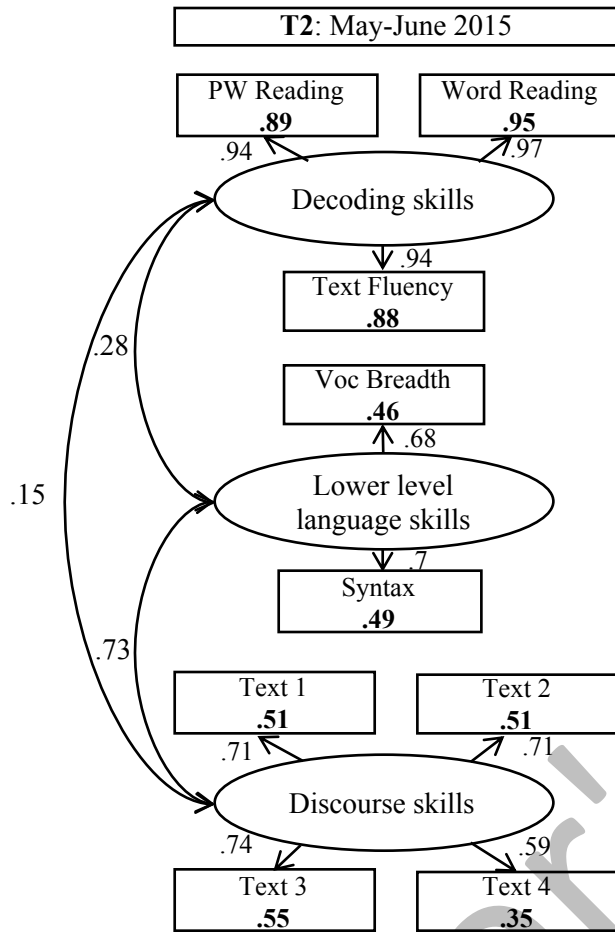 T2: May-June 2015
PW Reading
.89
Word Reading
.95
.94
.97
Decoding skills
.94
Text Fluency
.88
.28
Voc Breadth
.46
.68
.15
Lower level
language skills
.7
Syntax
.49
.73
Text 1
.51
Text 2
.51
.71
.71
Discourse skills
.74
.59
Text 3
.55
Text 4
.35